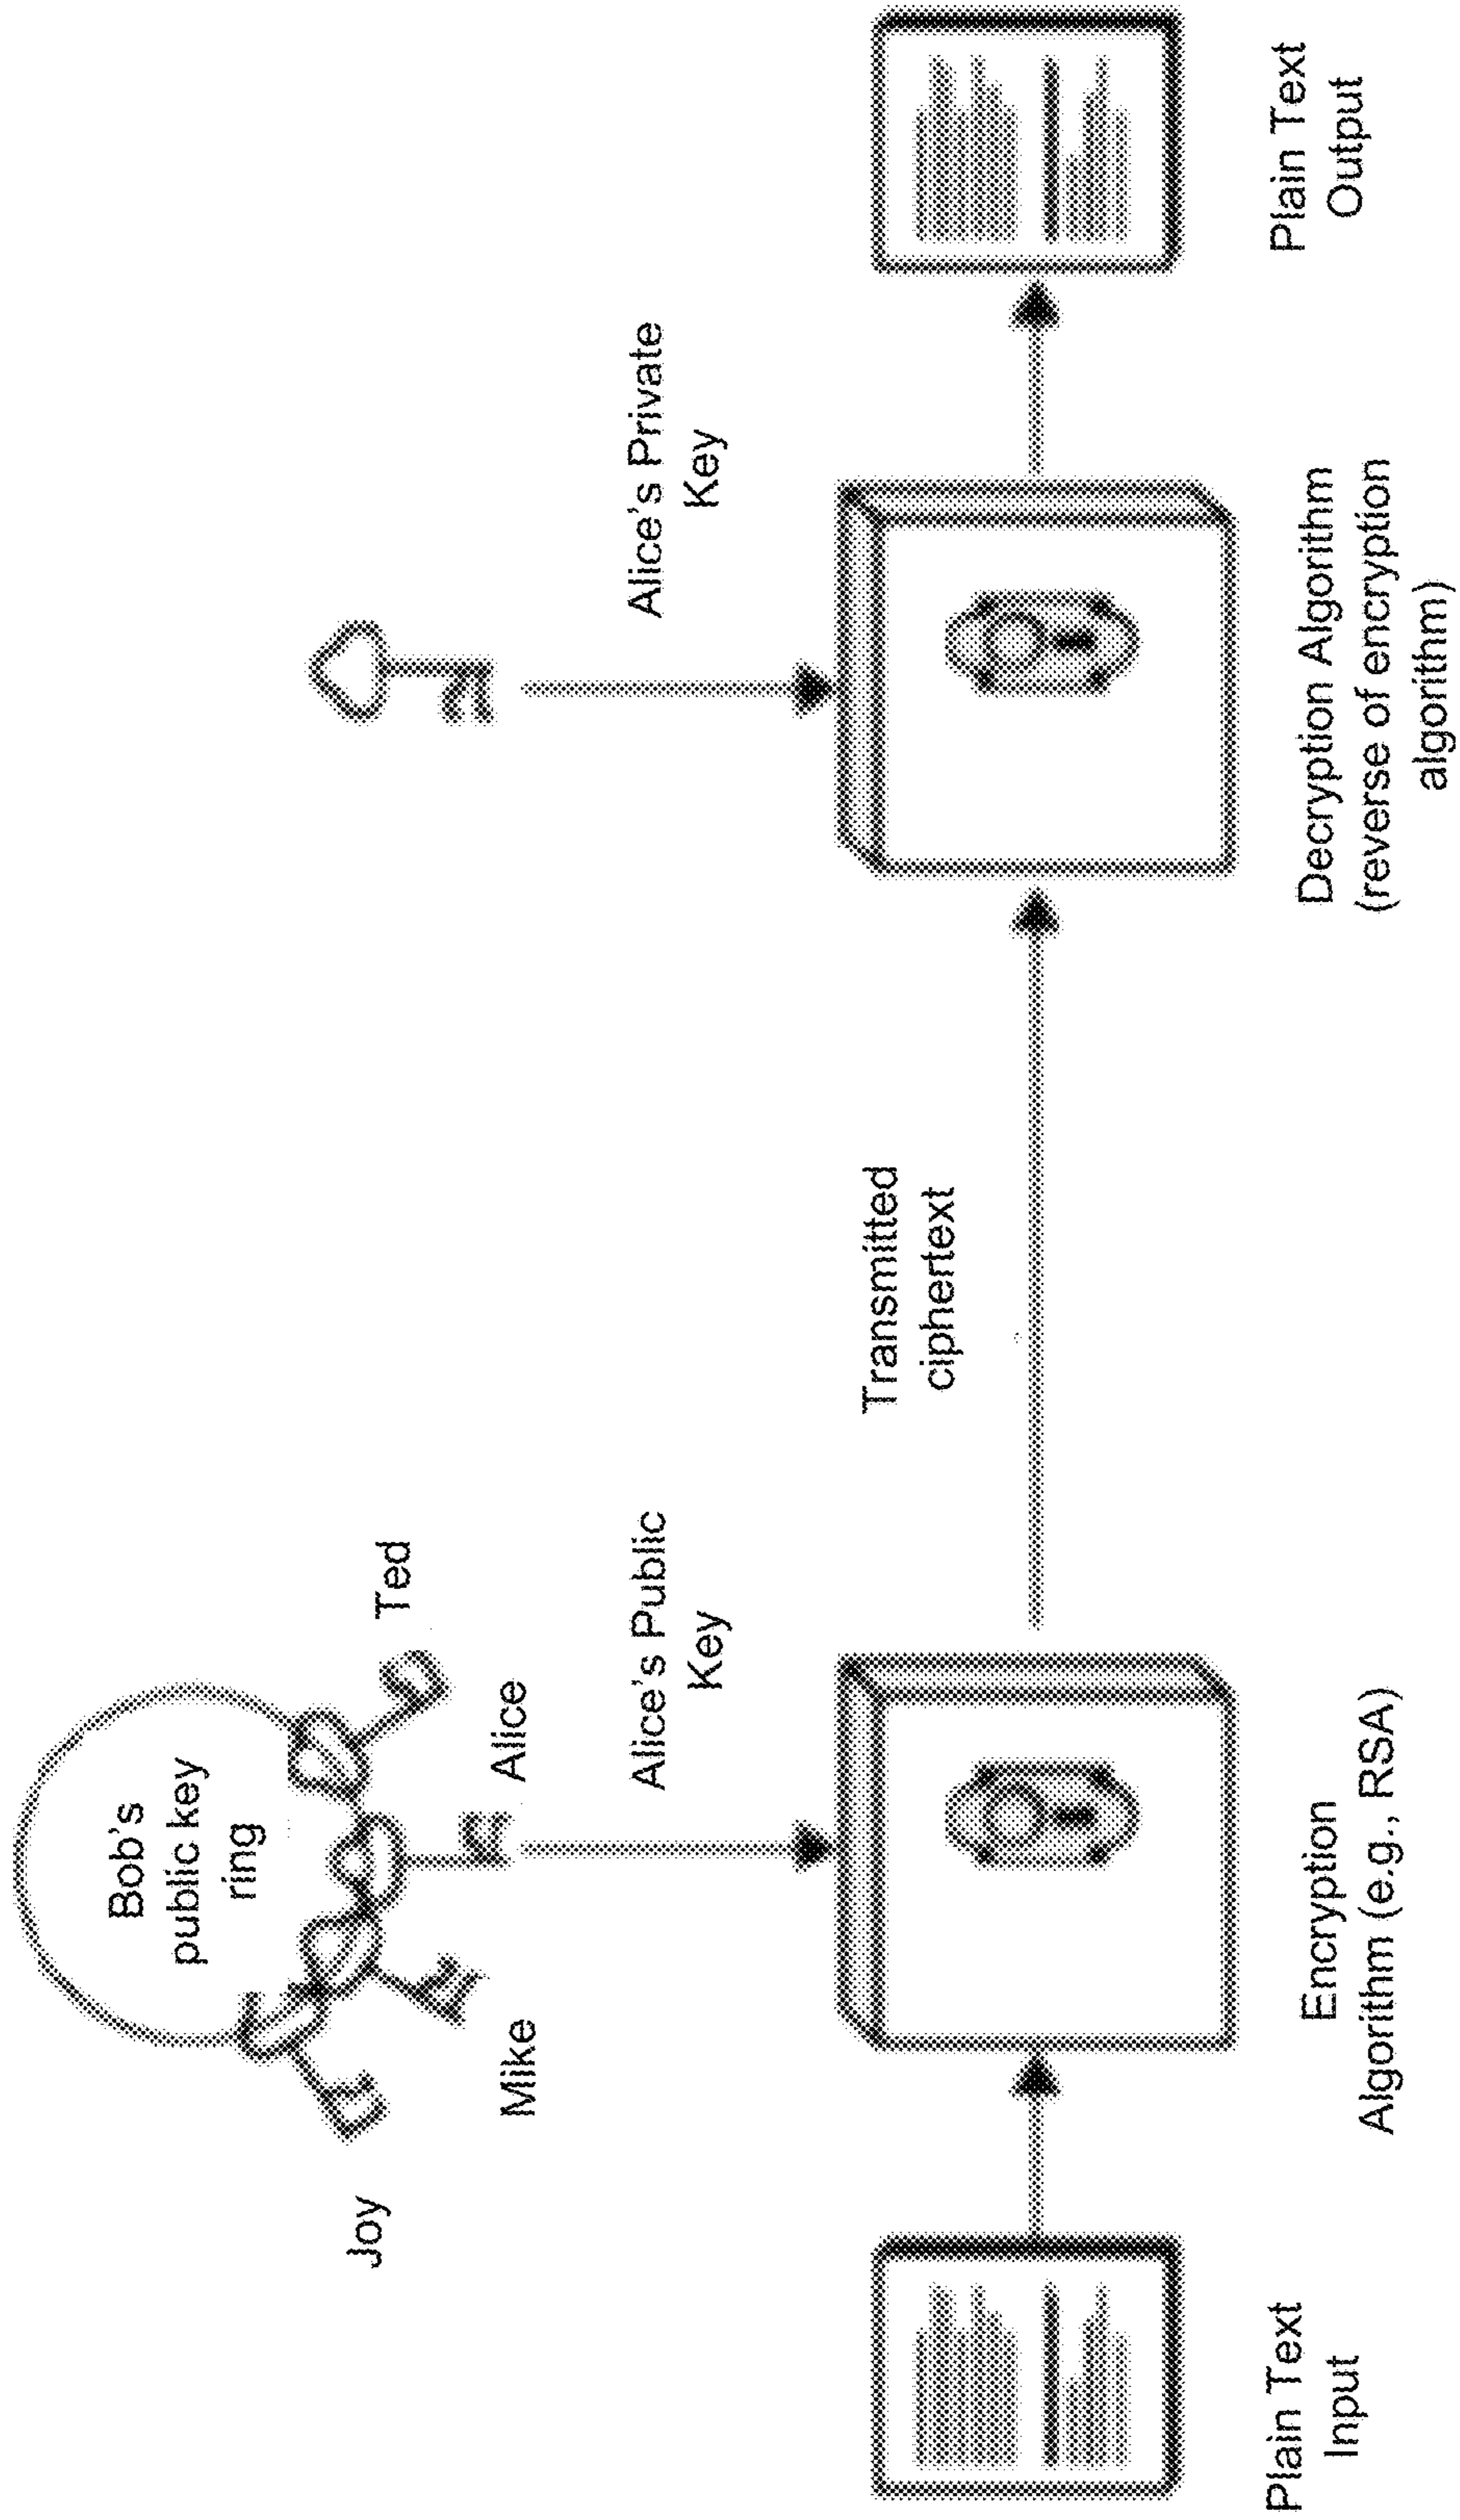 Bob's
public key
ring
Joy
Mike
Alice
Ted
Alice's Public
Key
Alice's Private
Key
Transmitted
ciphertext
Plain Text
Input
Encryption
Algorithm (e.g., RSA)
Decryption Algorithm
(reverse of encryption
algorithm)
Plain Text
Output